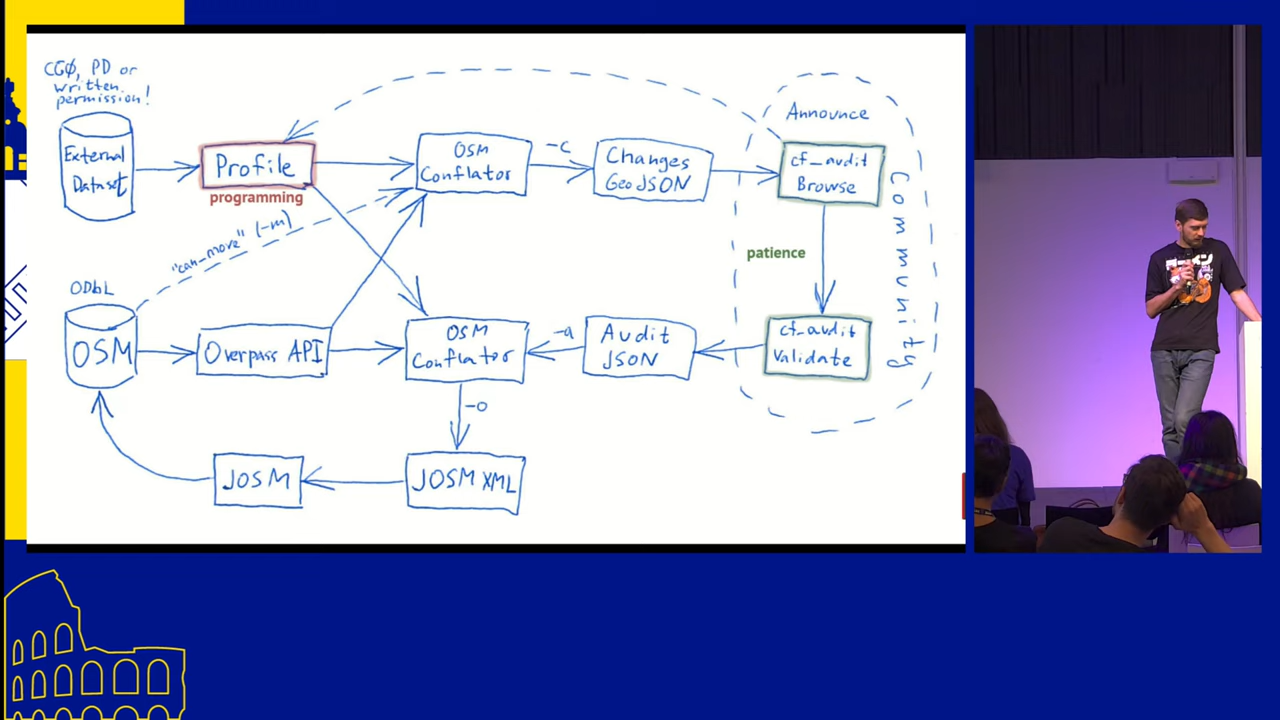 CC0, PD or
written
permission!
External
Dataset
Profile
programming
OSM
Conflator
-c
Changes
GeoJSON
Announce
cf_audit
Browse
Community
patience
"can_move" (-m)
ODbL
OSM
Overpass API
OSM
Conflator
-a
Audit
JSON
cf_audit
Validate
-o
JOSM
JOSM XML